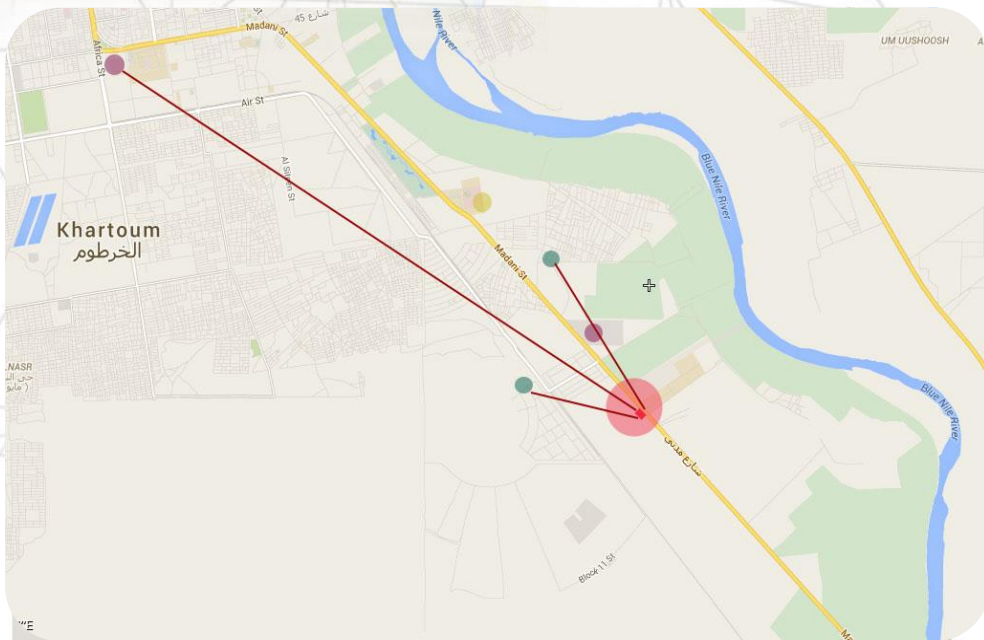 شارع 45
Madani St
Nile River
UM UUSHOOSH
Africa St
Air St
Al Siteen St
Blue Nile River
Khartoum
الخرطوم
Madani St
NASR
Blue Nile River
شارع مدني
Block 11 St